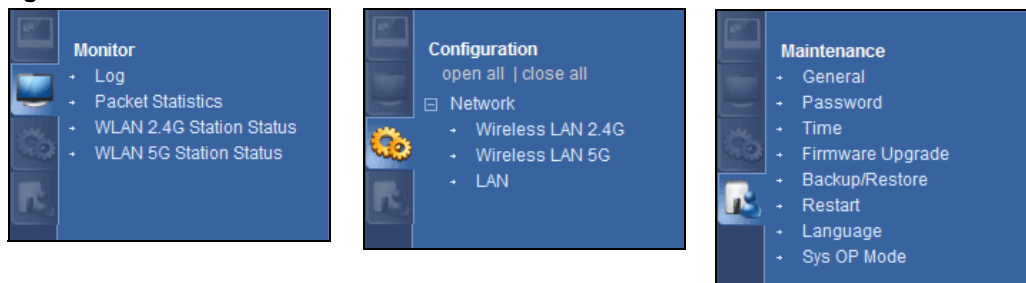 Monitor
Log
Packet Statistics
WLAN 2.4G Station Status
WLAN 5G Station Status
Configuration
open all | close all
Network
Wireless LAN 2.4G
Wireless LAN 5G
LAN
Maintenance
General
Password
Time
Firmware Upgrade
Backup/Restore
Restart
Language
Sys OP Mode